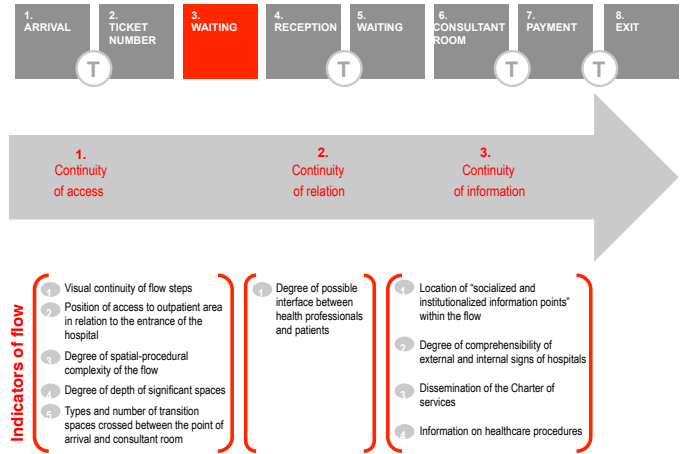 1.
ARRIVAL
2.
TICKET
NUMBER
3.
WAITING
4.
RECEPTION
5.
WAITING
6.
CONSULTANT
ROOM
7.
PAYMENT
8.
EXIT
T
T
T
T
1.
Continuity
of access
2.
Continuity
of relation
3.
Continuity
of information
Indicators of flow
1 Visual continuity of flow steps
2 Position of access to outpatient area
in relation to the entrance of the
hospital
3 Degree of spatial-procedural
complexity of the flow
4 Degree of depth of significant spaces
5 Types and number of transition
spaces crossed between the point of
arrival and consultant room
1 Degree of possible
interface between
health professionals
and patients
1 Location of “socialized and
institutionalized information points”
within the flow
2 Degree of comprehensibility of
external and internal signs of hospitals
3 Dissemination of the Charter of
services
4 Information on healthcare procedures